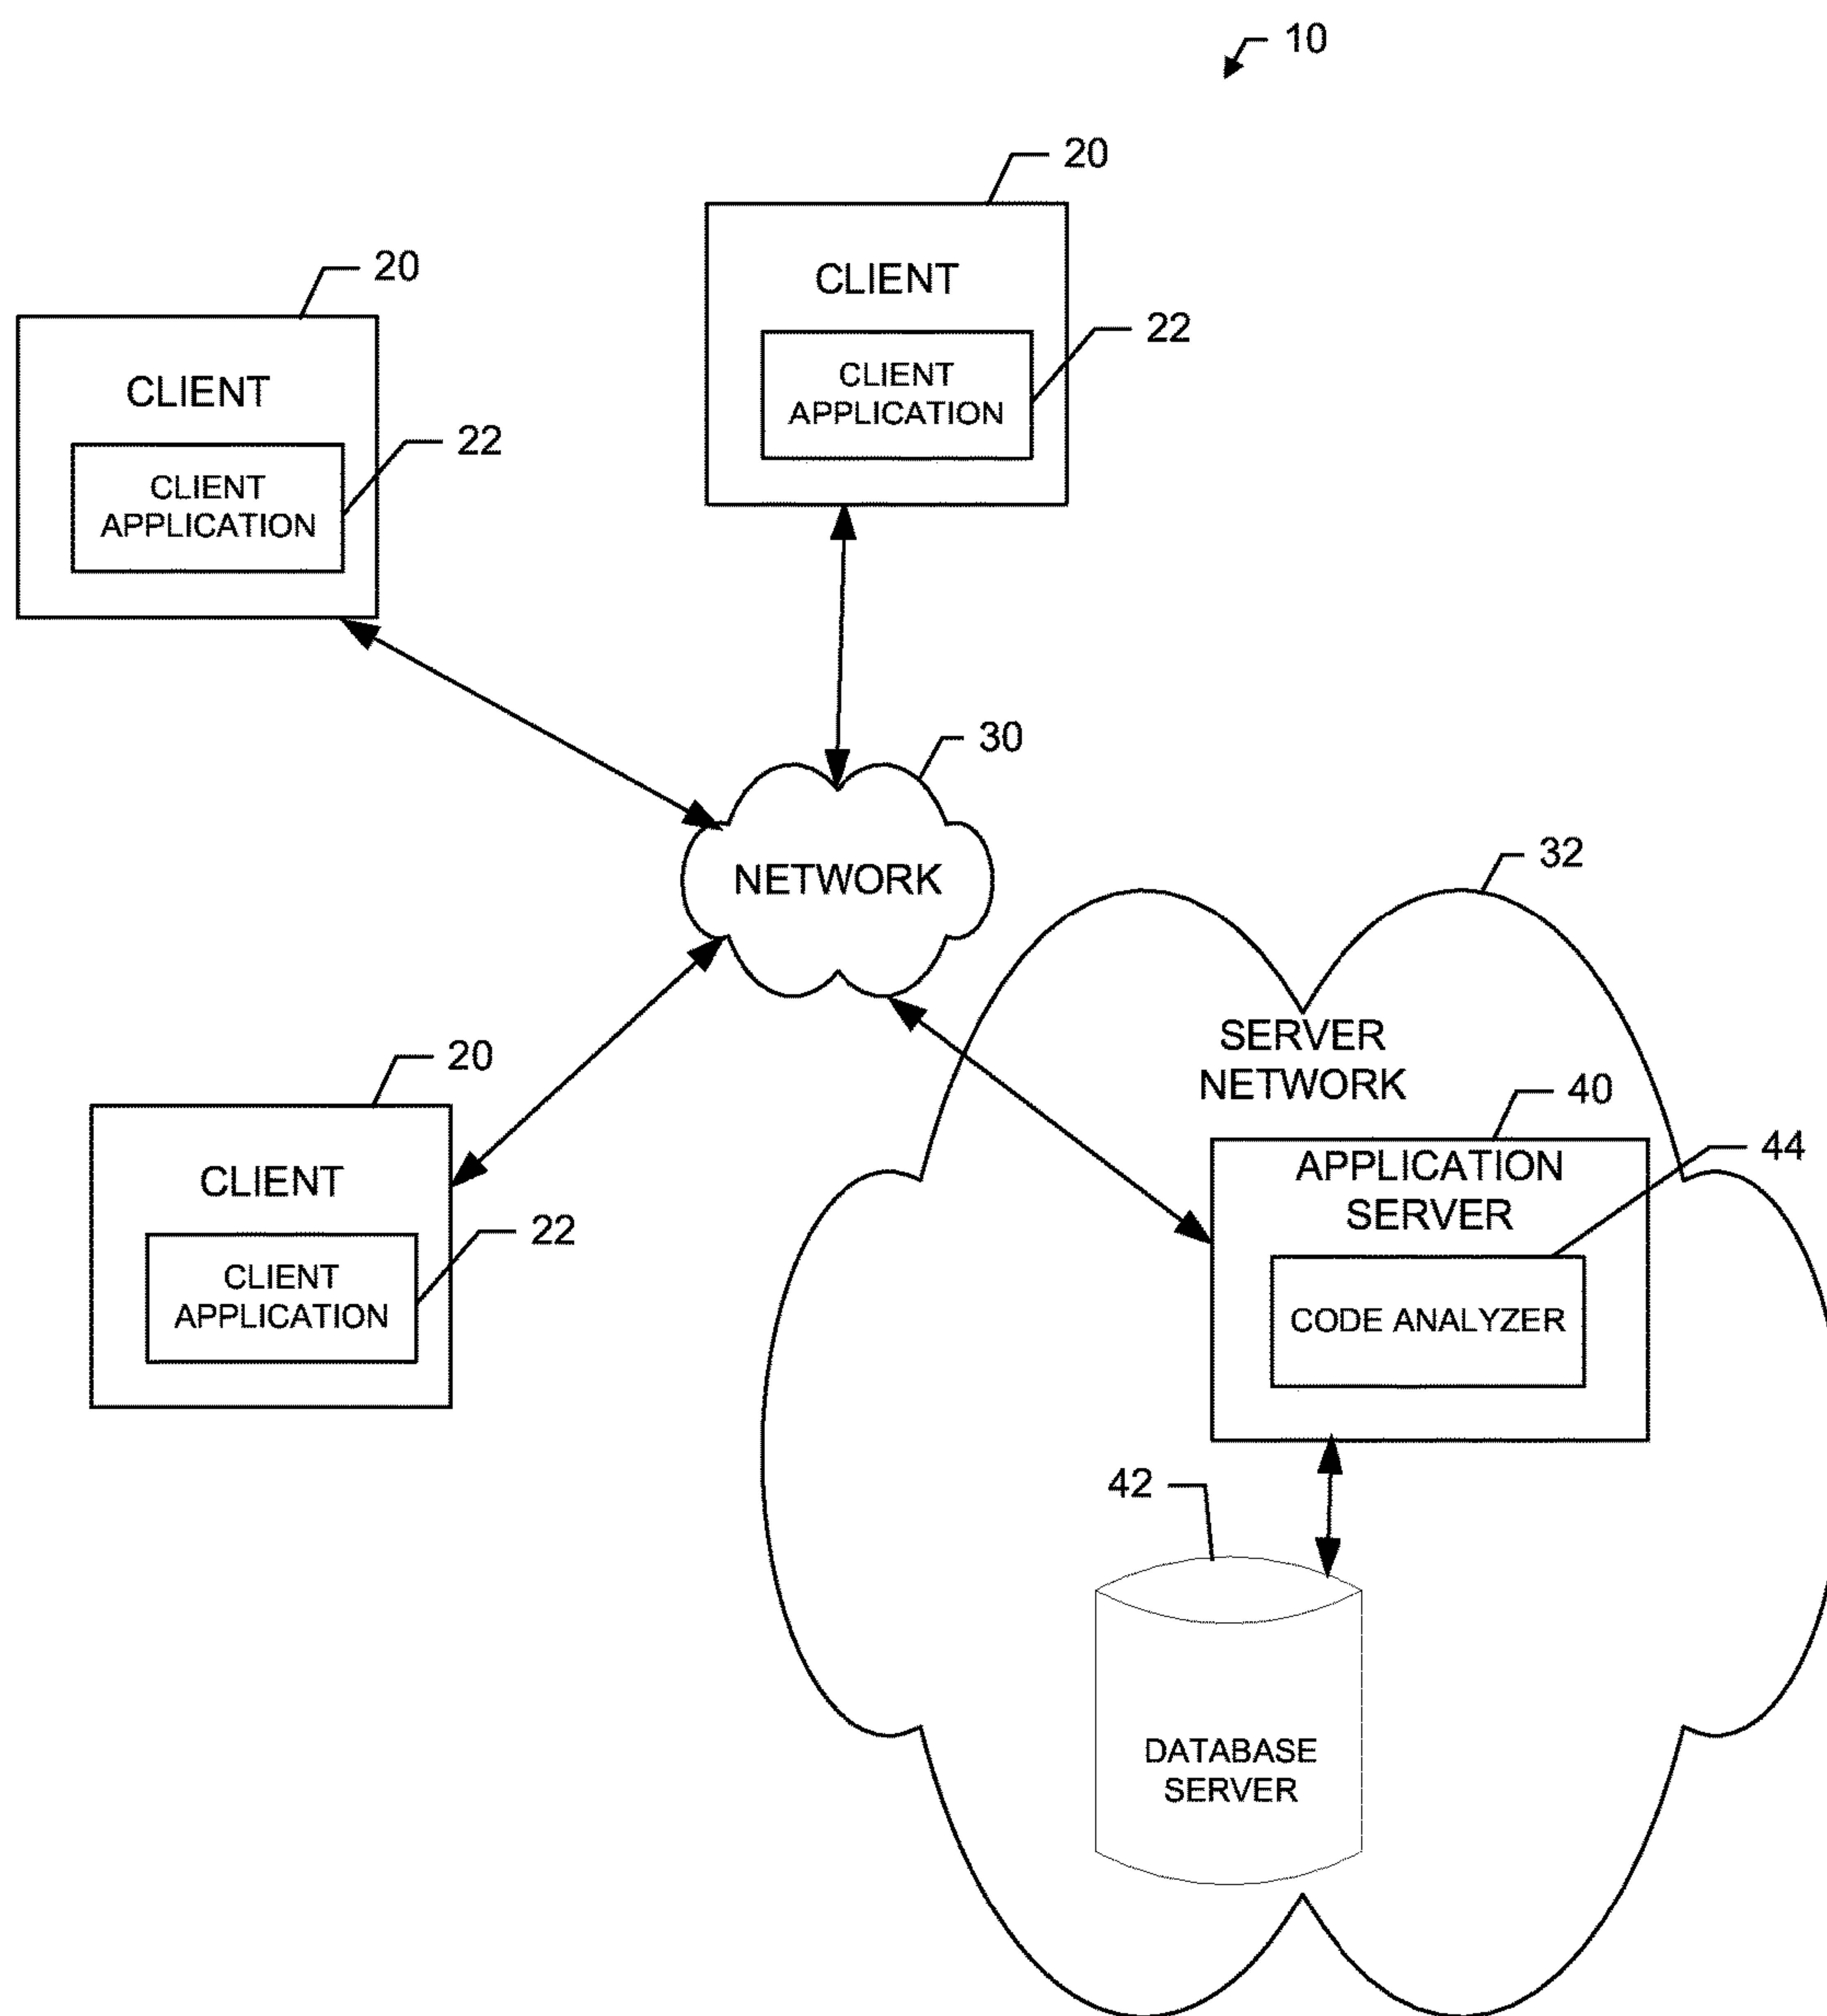 10
20
CLIENT
22
CLIENT
APPLICATION
20
CLIENT
22
CLIENT
APPLICATION
30
NETWORK
32
SERVER
NETWORK
20
CLIENT
22
CLIENT
APPLICATION
40
APPLICATION
SERVER
44
CODE ANALYZER
42
DATABASE
SERVER